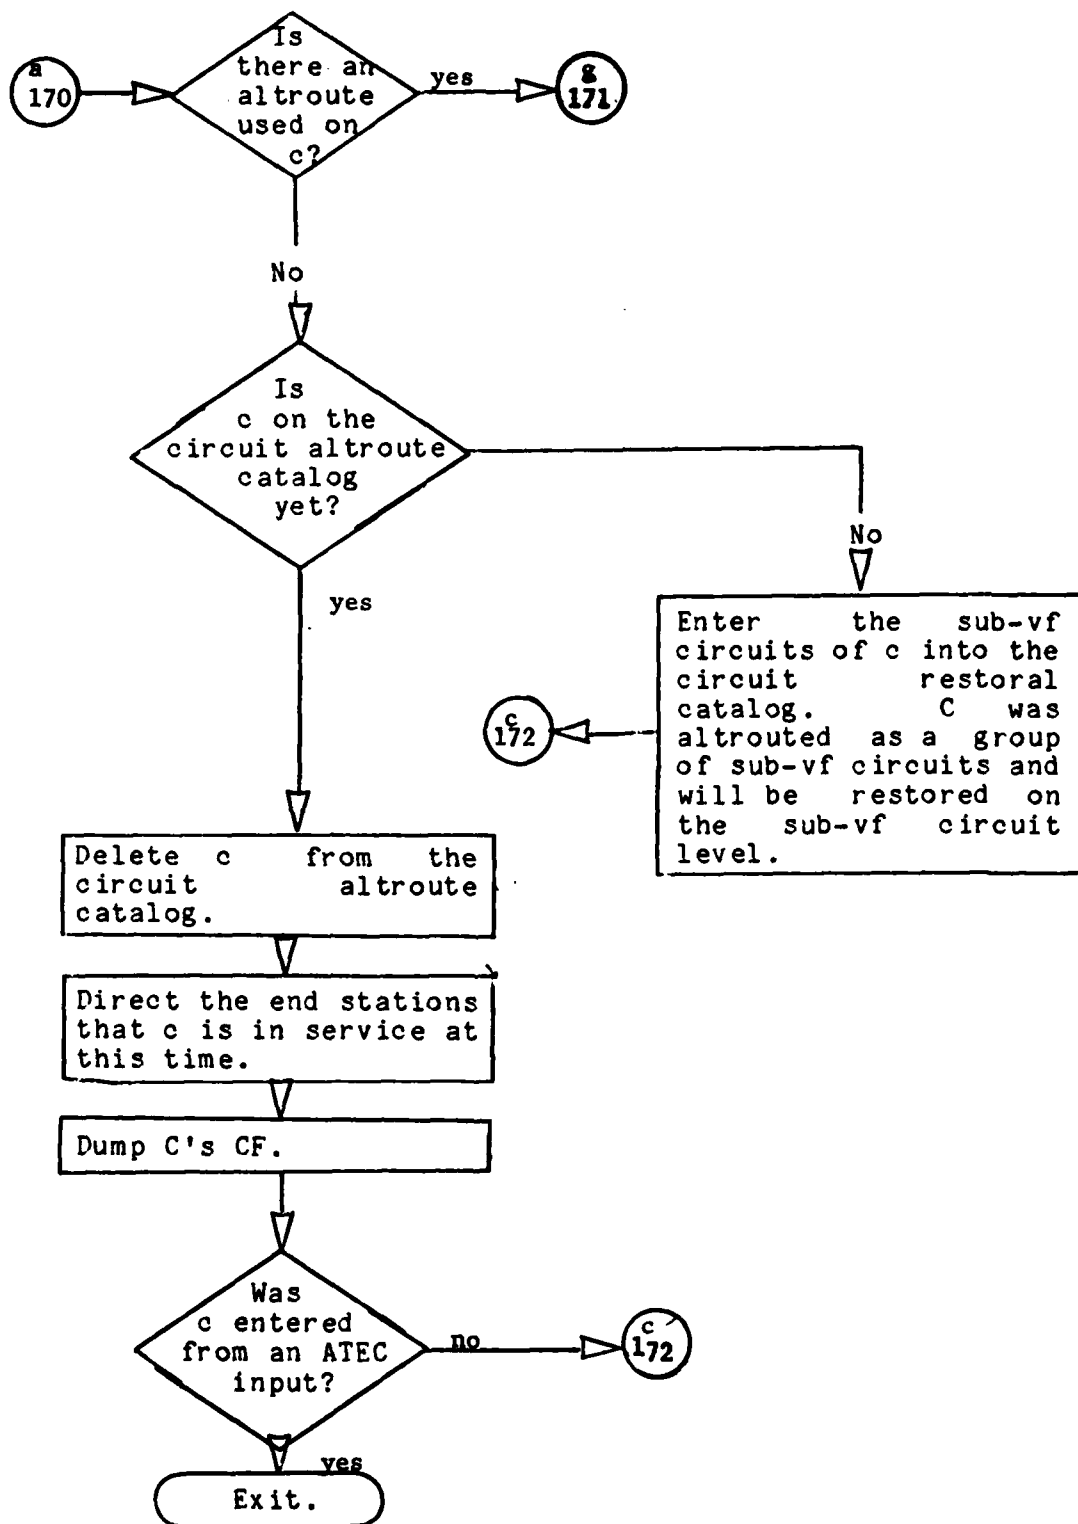 a
170
Is
there an
altroute
used on
c?
yes
g
171
No
Is
c on the
circuit altroute
catalog
yet?
No
yes
Enter the sub-vf
circuits of c into the
circuit restoral
catalog. C was
altrouted as a group
of sub-vf circuits and
will be restored on
the sub-vf circuit
level.
c
172
Delete c from the
circuit altroute
catalog.
Direct the end stations
that c is in service at
this time.
Dump C's CF.
Was
c entered
from an ATEC
input?
no
c
172
yes
Exit.